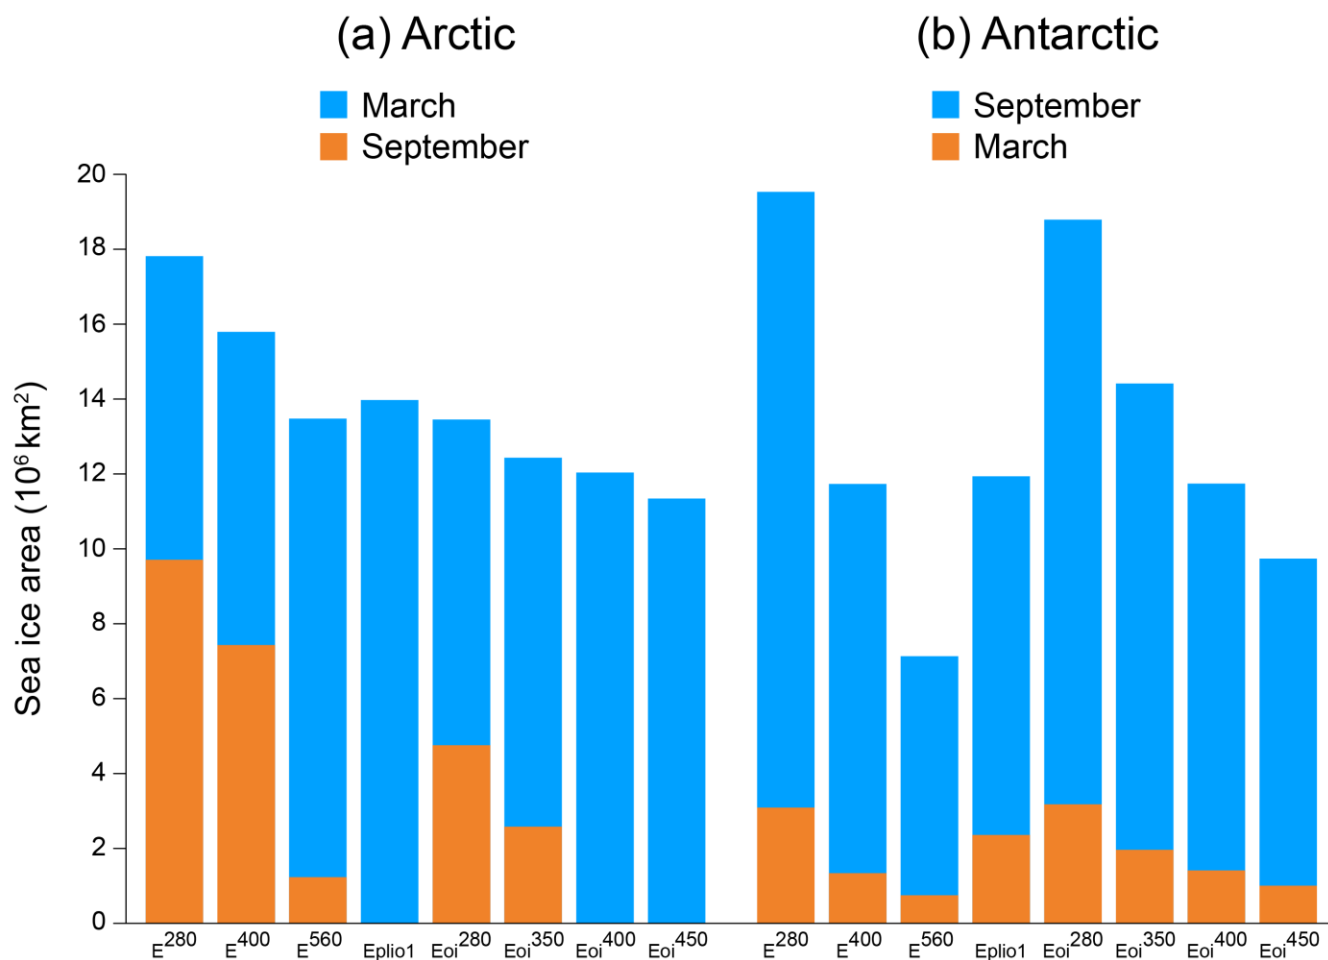 (a) Arctic
(b) Antarctic
March
September
September
March
Sea ice area (10⁶ km²)
20
18
16
14
12
10
8
6
4
2
0
E²⁸⁰ E⁴⁰⁰ E⁵⁶⁰ Eplio1 Eoi²⁸⁰ Eoi³⁵⁰ Eoi⁴⁰⁰ Eoi⁴⁵⁰
E²⁸⁰ E⁴⁰⁰ E⁵⁶⁰ Eplio1 Eoi²⁸⁰ Eoi³⁵⁰ Eoi⁴⁰⁰ Eoi⁴⁵⁰